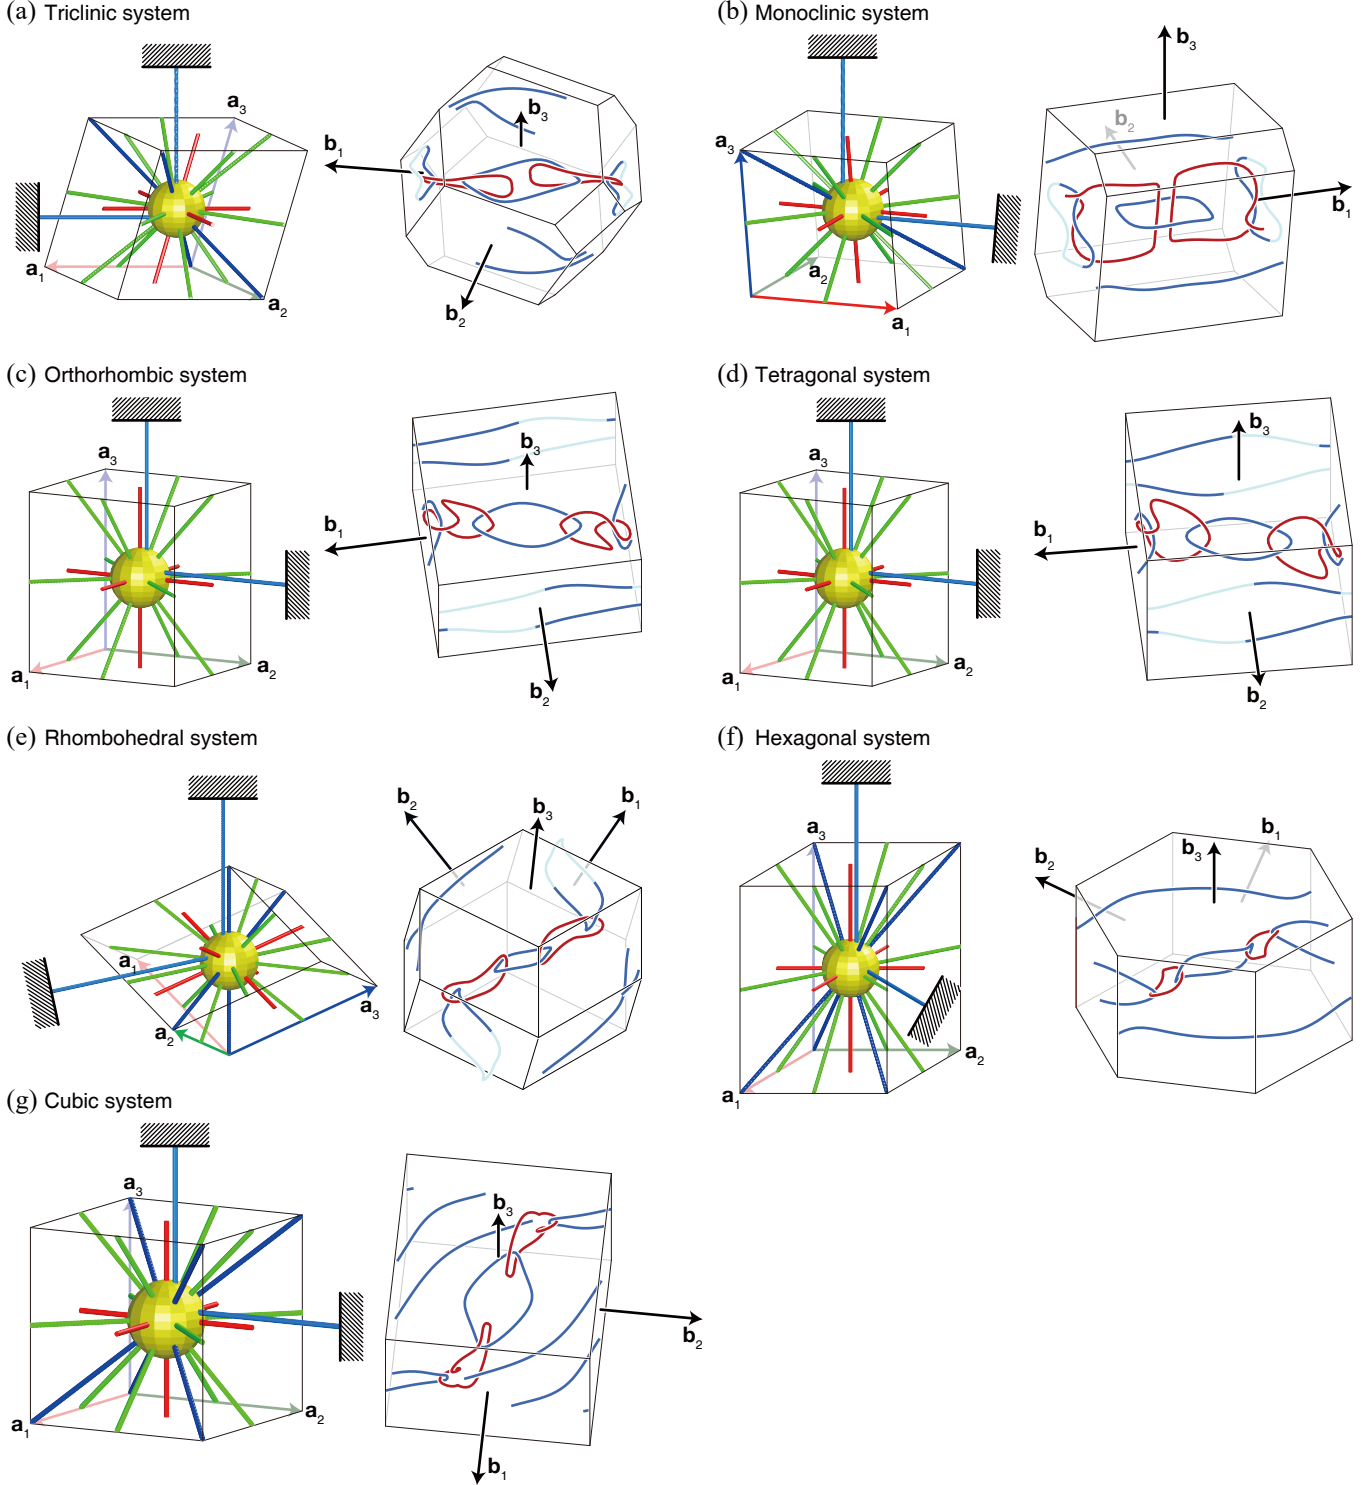 (a) Triclinic system
a₃
b₃
b₁
a₁
a₂
b₂
(b) Monoclinic system
b₃
b₂
a₃
b₁
a₂
a₁
(c) Orthorhombic system
a₃
b₃
b₁
a₁
a₂
b₂
(d) Tetragonal system
b₃
a₃
b₁
a₁
a₂
b₂
(e) Rhombohedral system
b₂
b₃
b₁
a₁
a₃
a₂
(f) Hexagonal system
a₃
b₃
b₁
b₂
a₂
a₁
(g) Cubic system
a₃
b₃
b₂
a₁
a₂
b₁